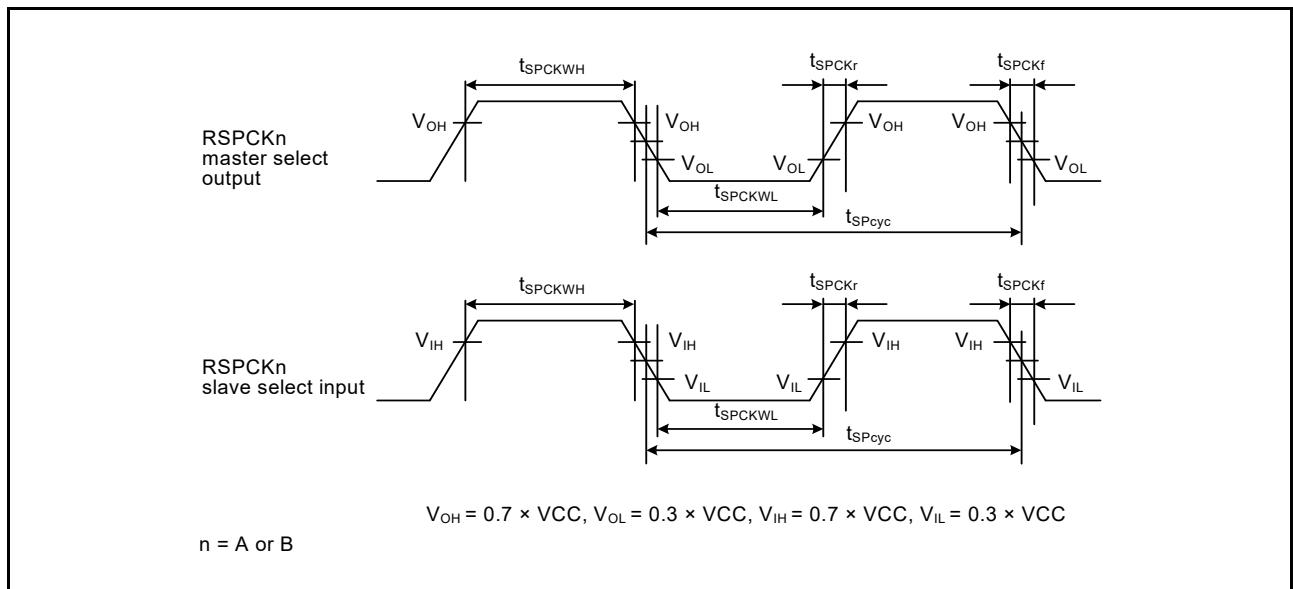 tSPCKWH
tSPCKr
tSPCKf
VOH
VOH
VOH
VOH
RSPCKn
master select
output
VOL
VOL
VOL
tSPCKWL
tSPcyc
tSPCKWH
tSPCKr
tSPCKf
VIH
VIH
VIH
VIH
RSPCKn
slave select input
VIL
VIL
VIL
tSPCKWL
tSPcyc
VOH = 0.7 × VCC, VOL = 0.3 × VCC, VIH = 0.7 × VCC, VIL = 0.3 × VCC
n = A or B